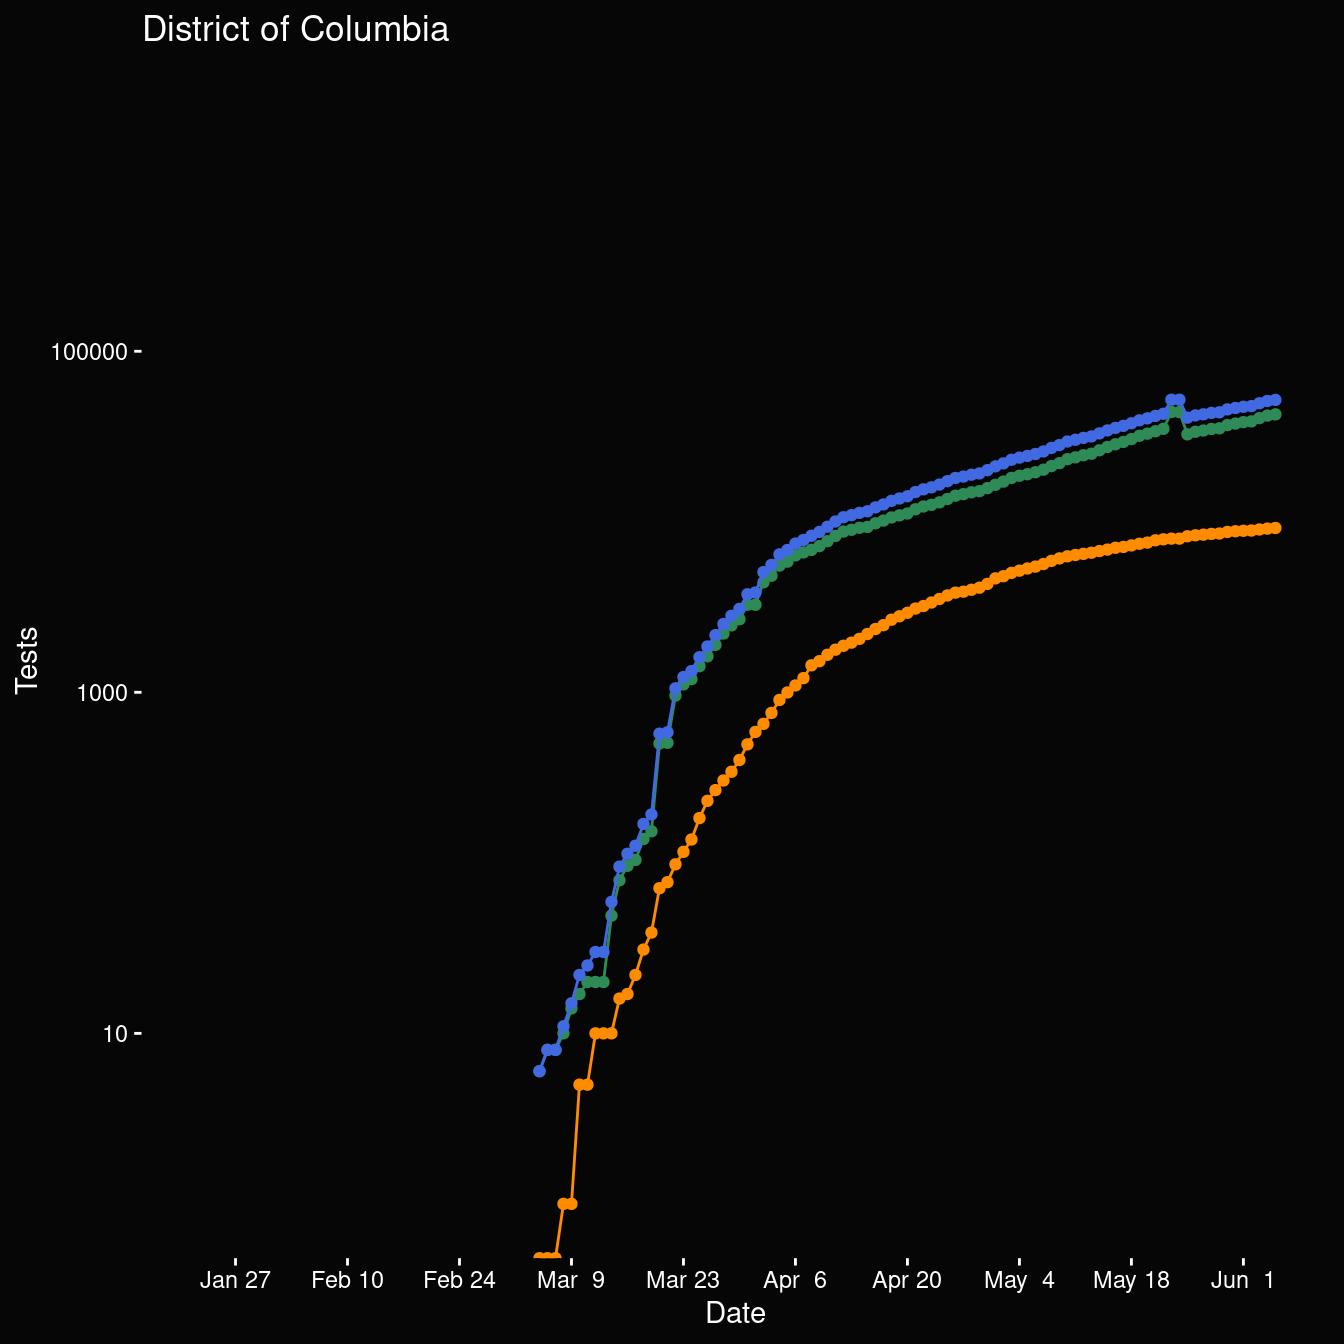 District of Columbia
100000
1000
10
Tests
Jan 27 Feb 10 Feb 24 Mar  9 Mar 23 Apr  6 Apr 20 May  4 May 18 Jun  1
Date